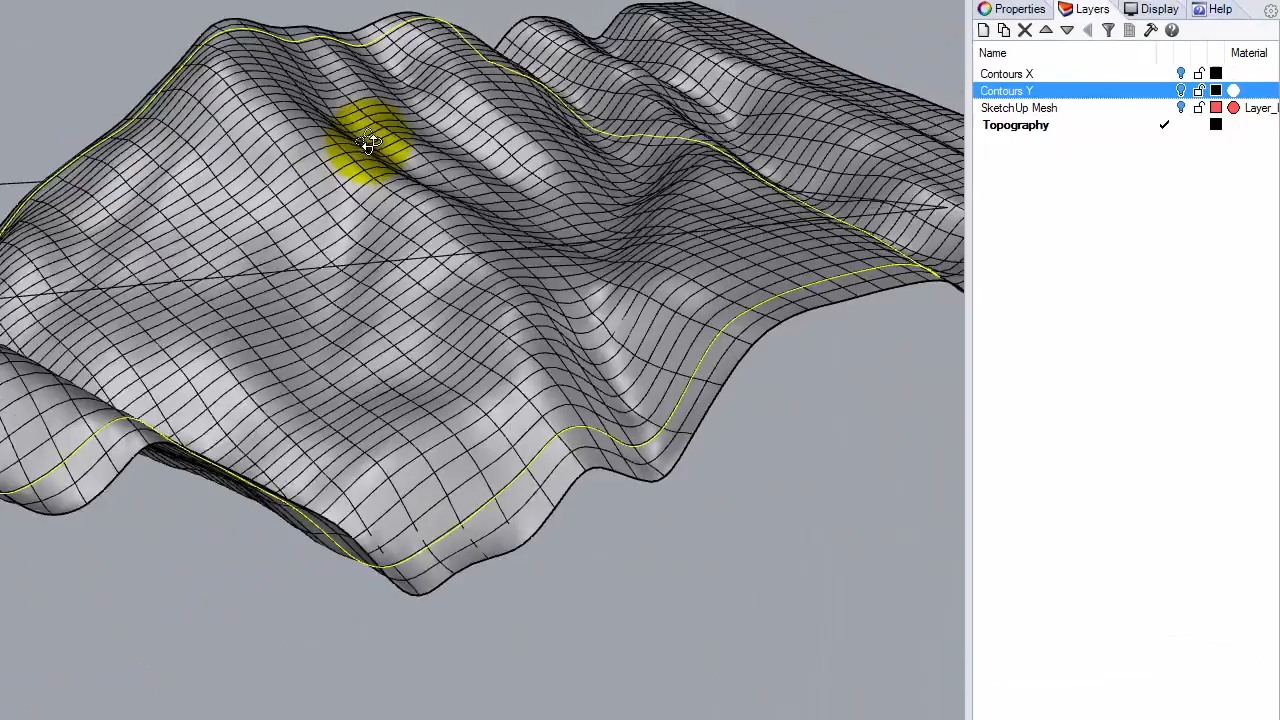 Properties Layers Display Help
Name Material
Contours X
Contours Y
SketchUp Mesh Layer_
Topography